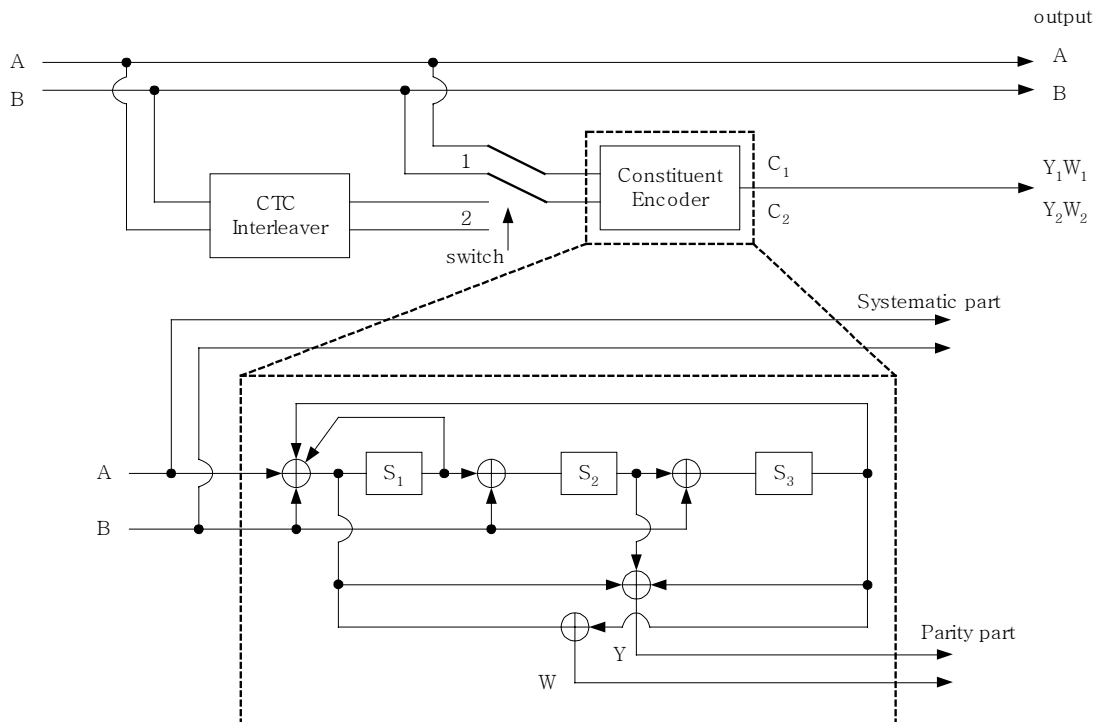 output
A
A
B
B
1
Constituent
Encoder
C1
Y1W1
CTC
Interleaver
2
C2
Y2W2
switch
Systematic part
A
S1
S2
S3
B
Y
Parity part
W